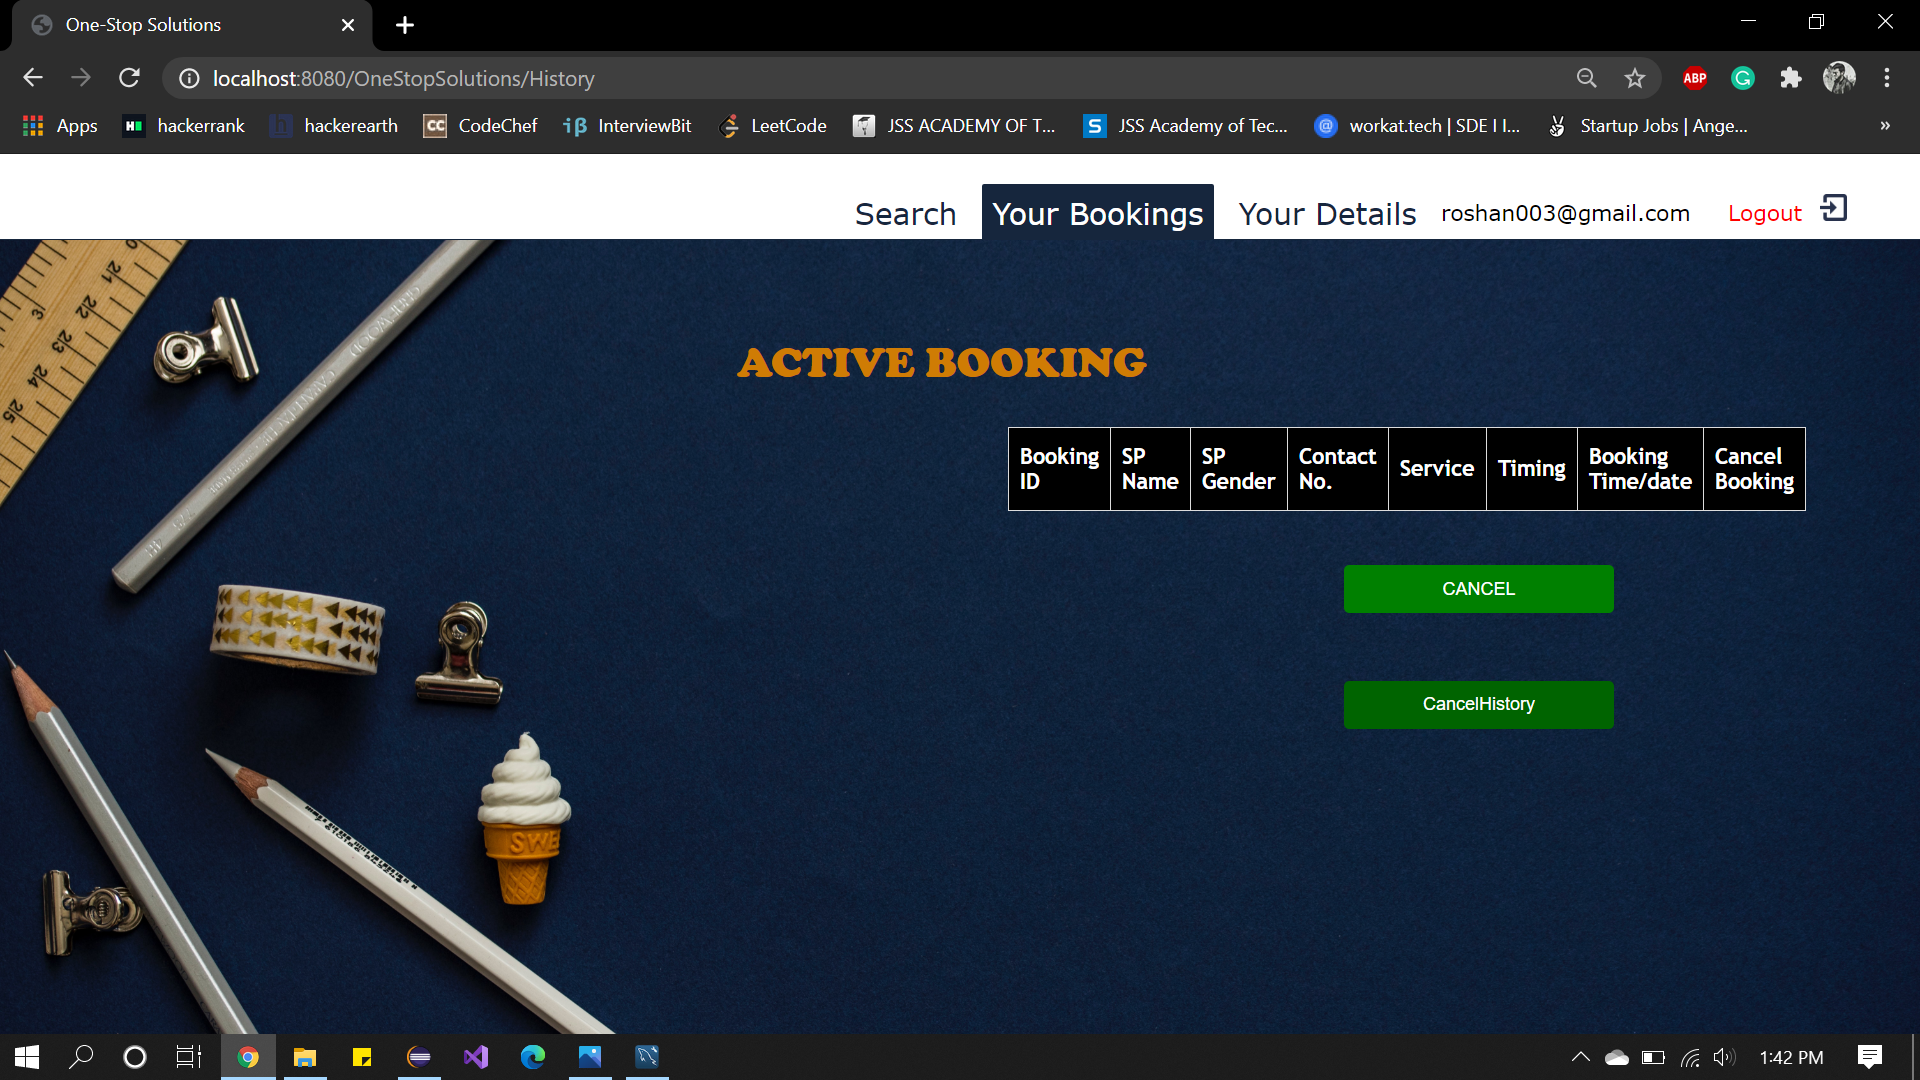 One-Stop Solutions
localhost:8080/OneStopSolutions/History
ABP
Apps
hackerrank
hackerearth
CodeChef
InterviewBit
LeetCode
JSS ACADEMY OF T...
JSS Academy of Tec...
workat.tech | SDE I I...
Startup Jobs | Ange...
Search
Your Bookings
Your Details
roshan003@gmail.com
Logout
ACTIVE BOOKING
Booking
ID
SP
Name
SP
Gender
Contact
No.
Service
Timing
Booking
Time/date
Cancel
Booking
CANCEL
CancelHistory
SWE
1:42 PM